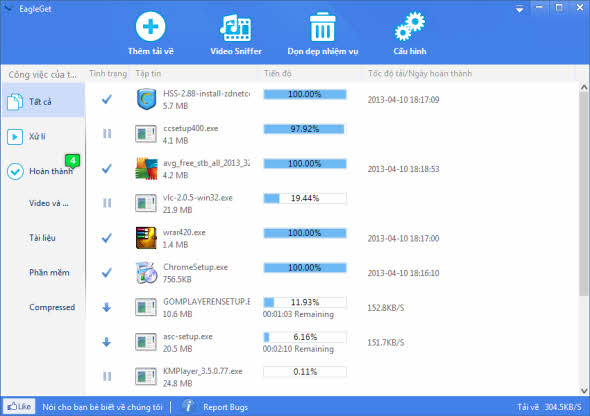 EagleGet
Thêm tải về
Video Sniffer
Dọn dẹp nhiệm vụ
Cấu hình
Công việc của t...
Tình trạng
Tập tin
Tiến độ
Tốc độ tải/Ngày hoàn thành
Tất cả
Xử lí
4
Hoàn thành
Video và ...
Tài liệu
Phần mềm
Compressed
HSS-2.88-install-zdnetcc
5.7 MB
100.00%
2013-04-10 18:17:09
ccsetup400.exe
4.1 MB
97.92%
avg_free_stb_all_2013_32
4.2 MB
100.00%
2013-04-10 18:18:53
vlc-2.0.5-win32.exe
21.9 MB
19.44%
wrar420.exe
1.4 MB
100.00%
2013-04-10 18:17:00
ChromeSetup.exe
756.5KB
100.00%
2013-04-10 18:16:10
GOMPLAYERENSETUP.E
10.6 MB
11.93%
00:01:03 Remaining
152.8KB/S
asc-setup.exe
20.5 MB
6.16%
00:02:10 Remaining
151.7KB/S
KMPlayer_3.5.0.77.exe
24.8 MB
0.11%
Like
Nói cho bạn bè biết về chúng tôi
Report Bugs
Tải về 304.5KB/S